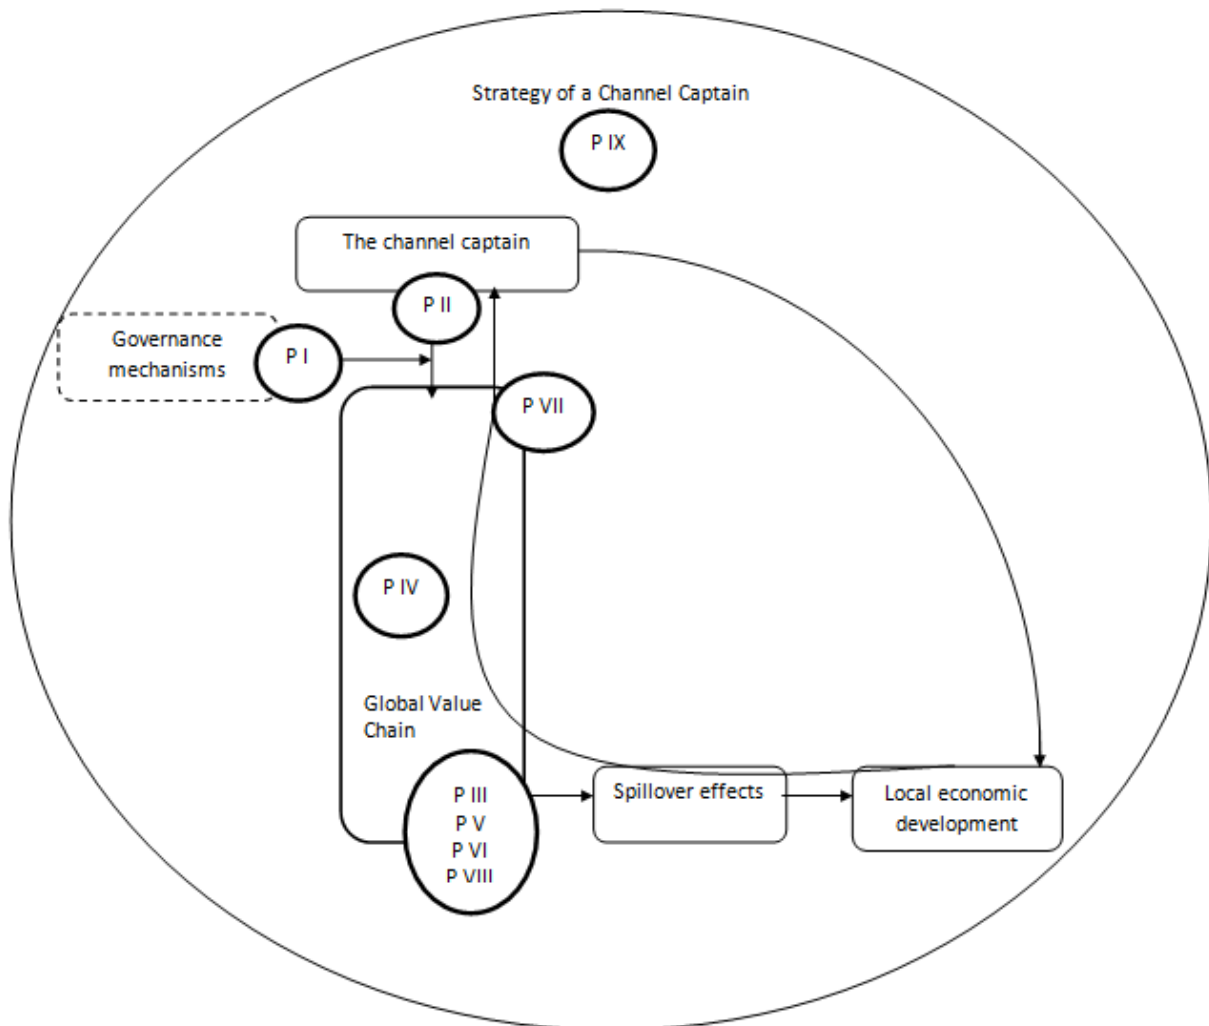 Strategy of a Channel Captain
P IX
The channel captain
P II
Governance
mechanisms
P I
P VII
P IV
Global Value
Chain
P III
P V
P VI
P VIII
Spillover effects
Local economic
development